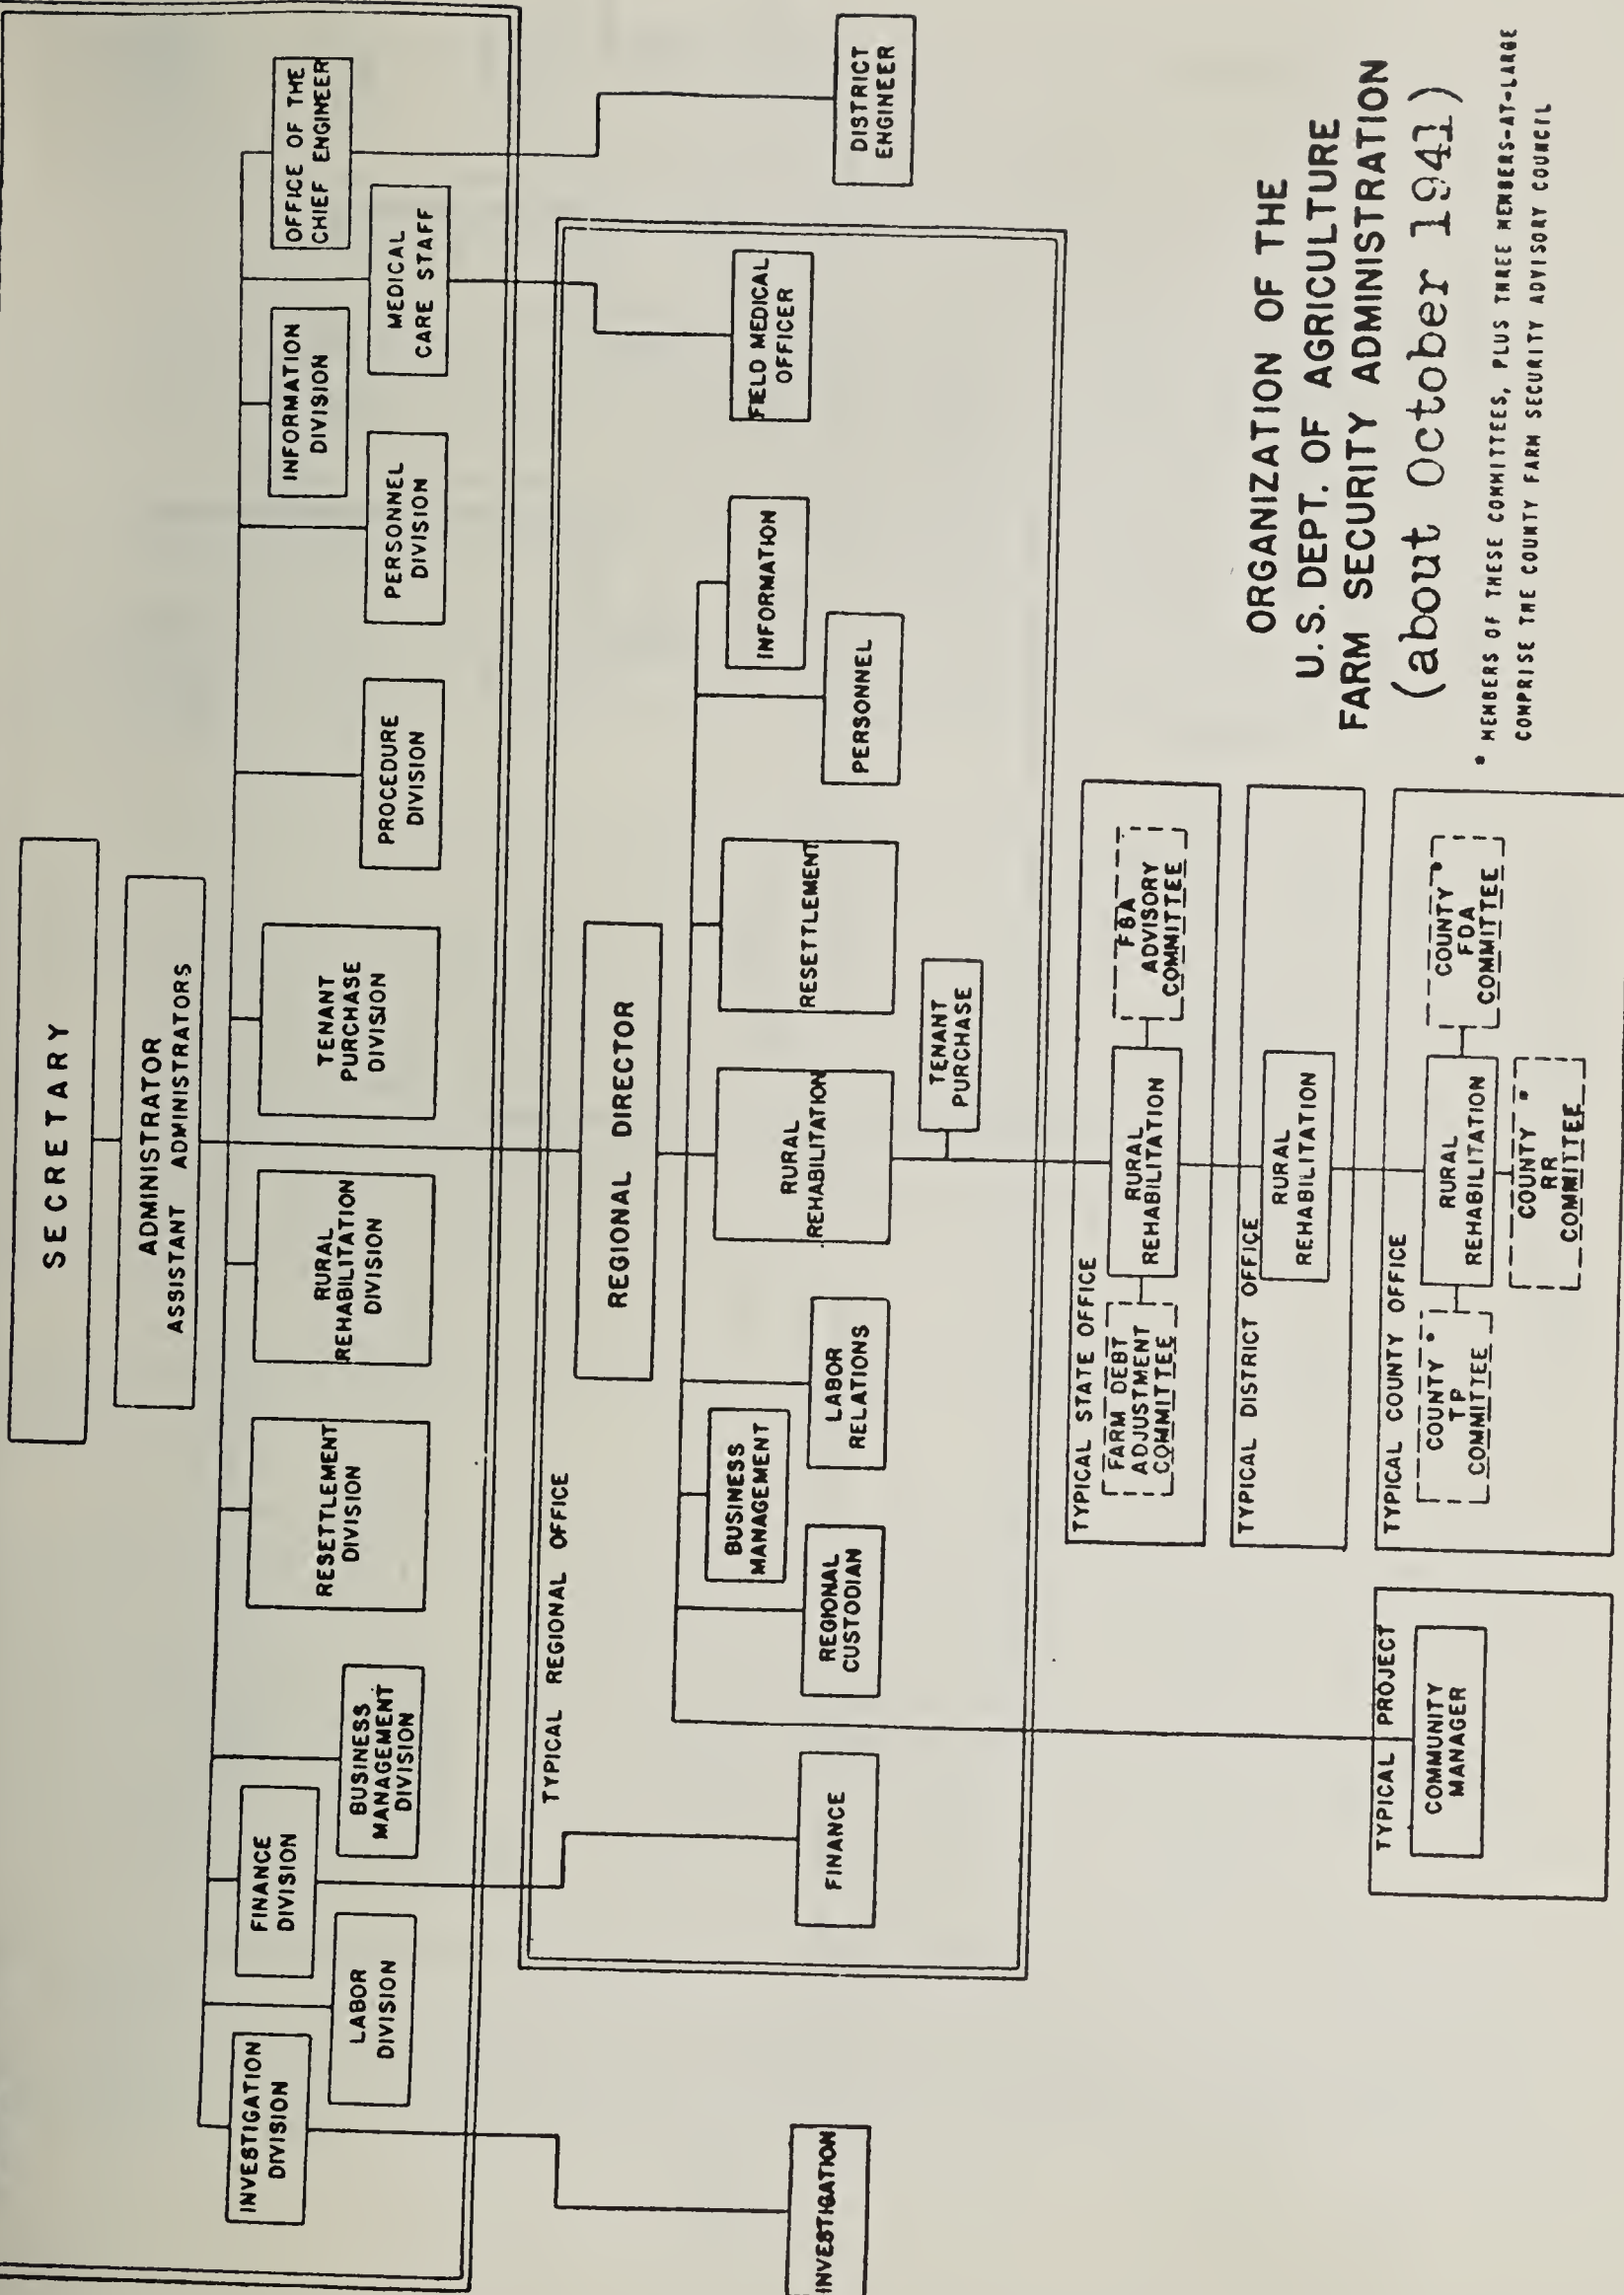 SECRETARY
ADMINISTRATOR
ASSISTANT ADMINISTRATORS
INVESTIGATION
DIVISION
LABOR
DIVISION
FINANCE
DIVISION
BUSINESS
MANAGEMENT
DIVISION
RESETTLEMENT
DIVISION
RURAL
REHABILITATION
DIVISION
TENANT
PURCHASE
DIVISION
PROCEDURE
DIVISION
PERSONNEL
DIVISION
INFORMATION
DIVISION
MEDICAL
CARE STAFF
OFFICE OF THE
CHIEF ENGINEER
TYPICAL REGIONAL OFFICE
REGIONAL DIRECTOR
INVESTIGATION
FINANCE
REGIONAL
CUSTODIAN
BUSINESS
MANAGEMENT
LABOR
RELATIONS
RURAL
REHABILITATION
RESETTLEMENT
PERSONNEL
INFORMATION
FIELD MEDICAL
OFFICER
DISTRICT
ENGINEER
TENANT
PURCHASE
TYPICAL STATE OFFICE
FARM DEBT
ADJUSTMENT
COMMITTEE
RURAL
REHABILITATION
FSA
ADVISORY
COMMITTEE
TYPICAL DISTRICT OFFICE
RURAL
REHABILITATION
TYPICAL COUNTY OFFICE
COUNTY *
TP
COMMITTEE
RURAL
REHABILITATION
COUNTY *
FDA
COMMITTEE
COUNTY *
RR
COMMITTEE
TYPICAL PROJECT
COMMUNITY
MANAGER
ORGANIZATION OF THE
U.S. DEPT. OF AGRICULTURE
FARM SECURITY ADMINISTRATION
(about October 1941)
* MEMBERS OF THESE COMMITTEES, PLUS THREE MEMBERS-AT-LARGE
COMPRISE THE COUNTY FARM SECURITY ADVISORY COUNCIL